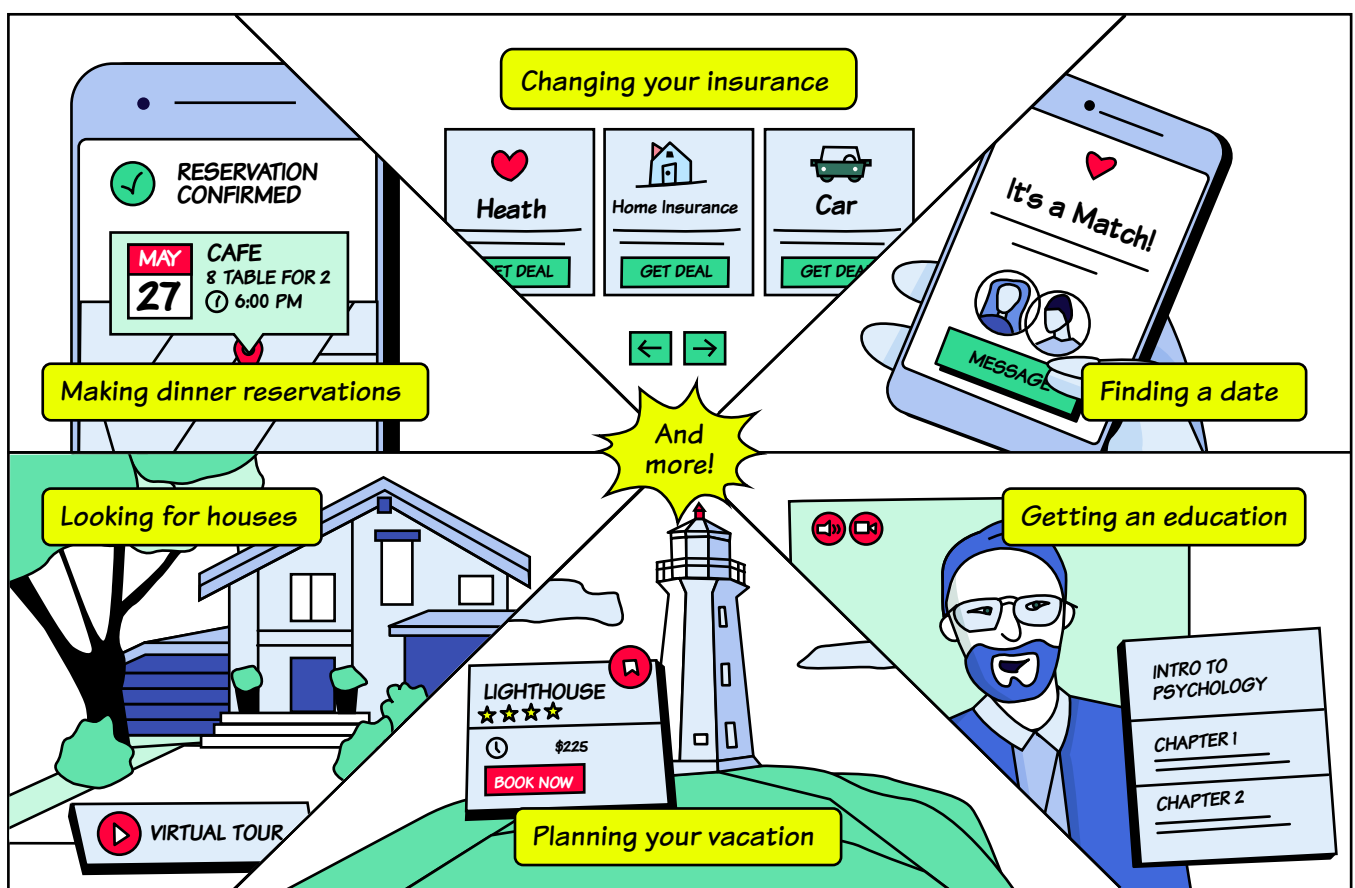 Changing your insurance
RESERVATION
CONFIRMED
MAY
27
CAFE
8 TABLE FOR 2
6:00 PM
Making dinner reservations
Heath
GET DEAL
Home Insurance
GET DEAL
Car
GET DEA
It's a Match!
MESSAGE
Finding a date
And
more!
Looking for houses
VIRTUAL TOUR
LIGHTHOUSE
$225
BOOK NOW
Planning your vacation
Getting an education
INTRO TO
PSYCHOLOGY
CHAPTER 1
CHAPTER 2